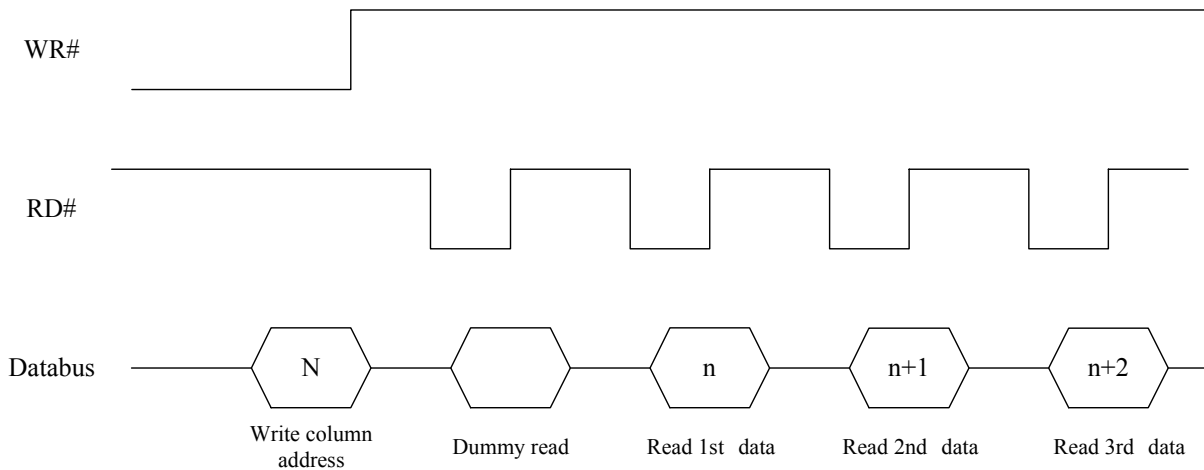 WR#
RD#
Databus
N
n
n+1
n+2
Write column
address
Dummy read
Read 1st data
Read 2nd data
Read 3rd data